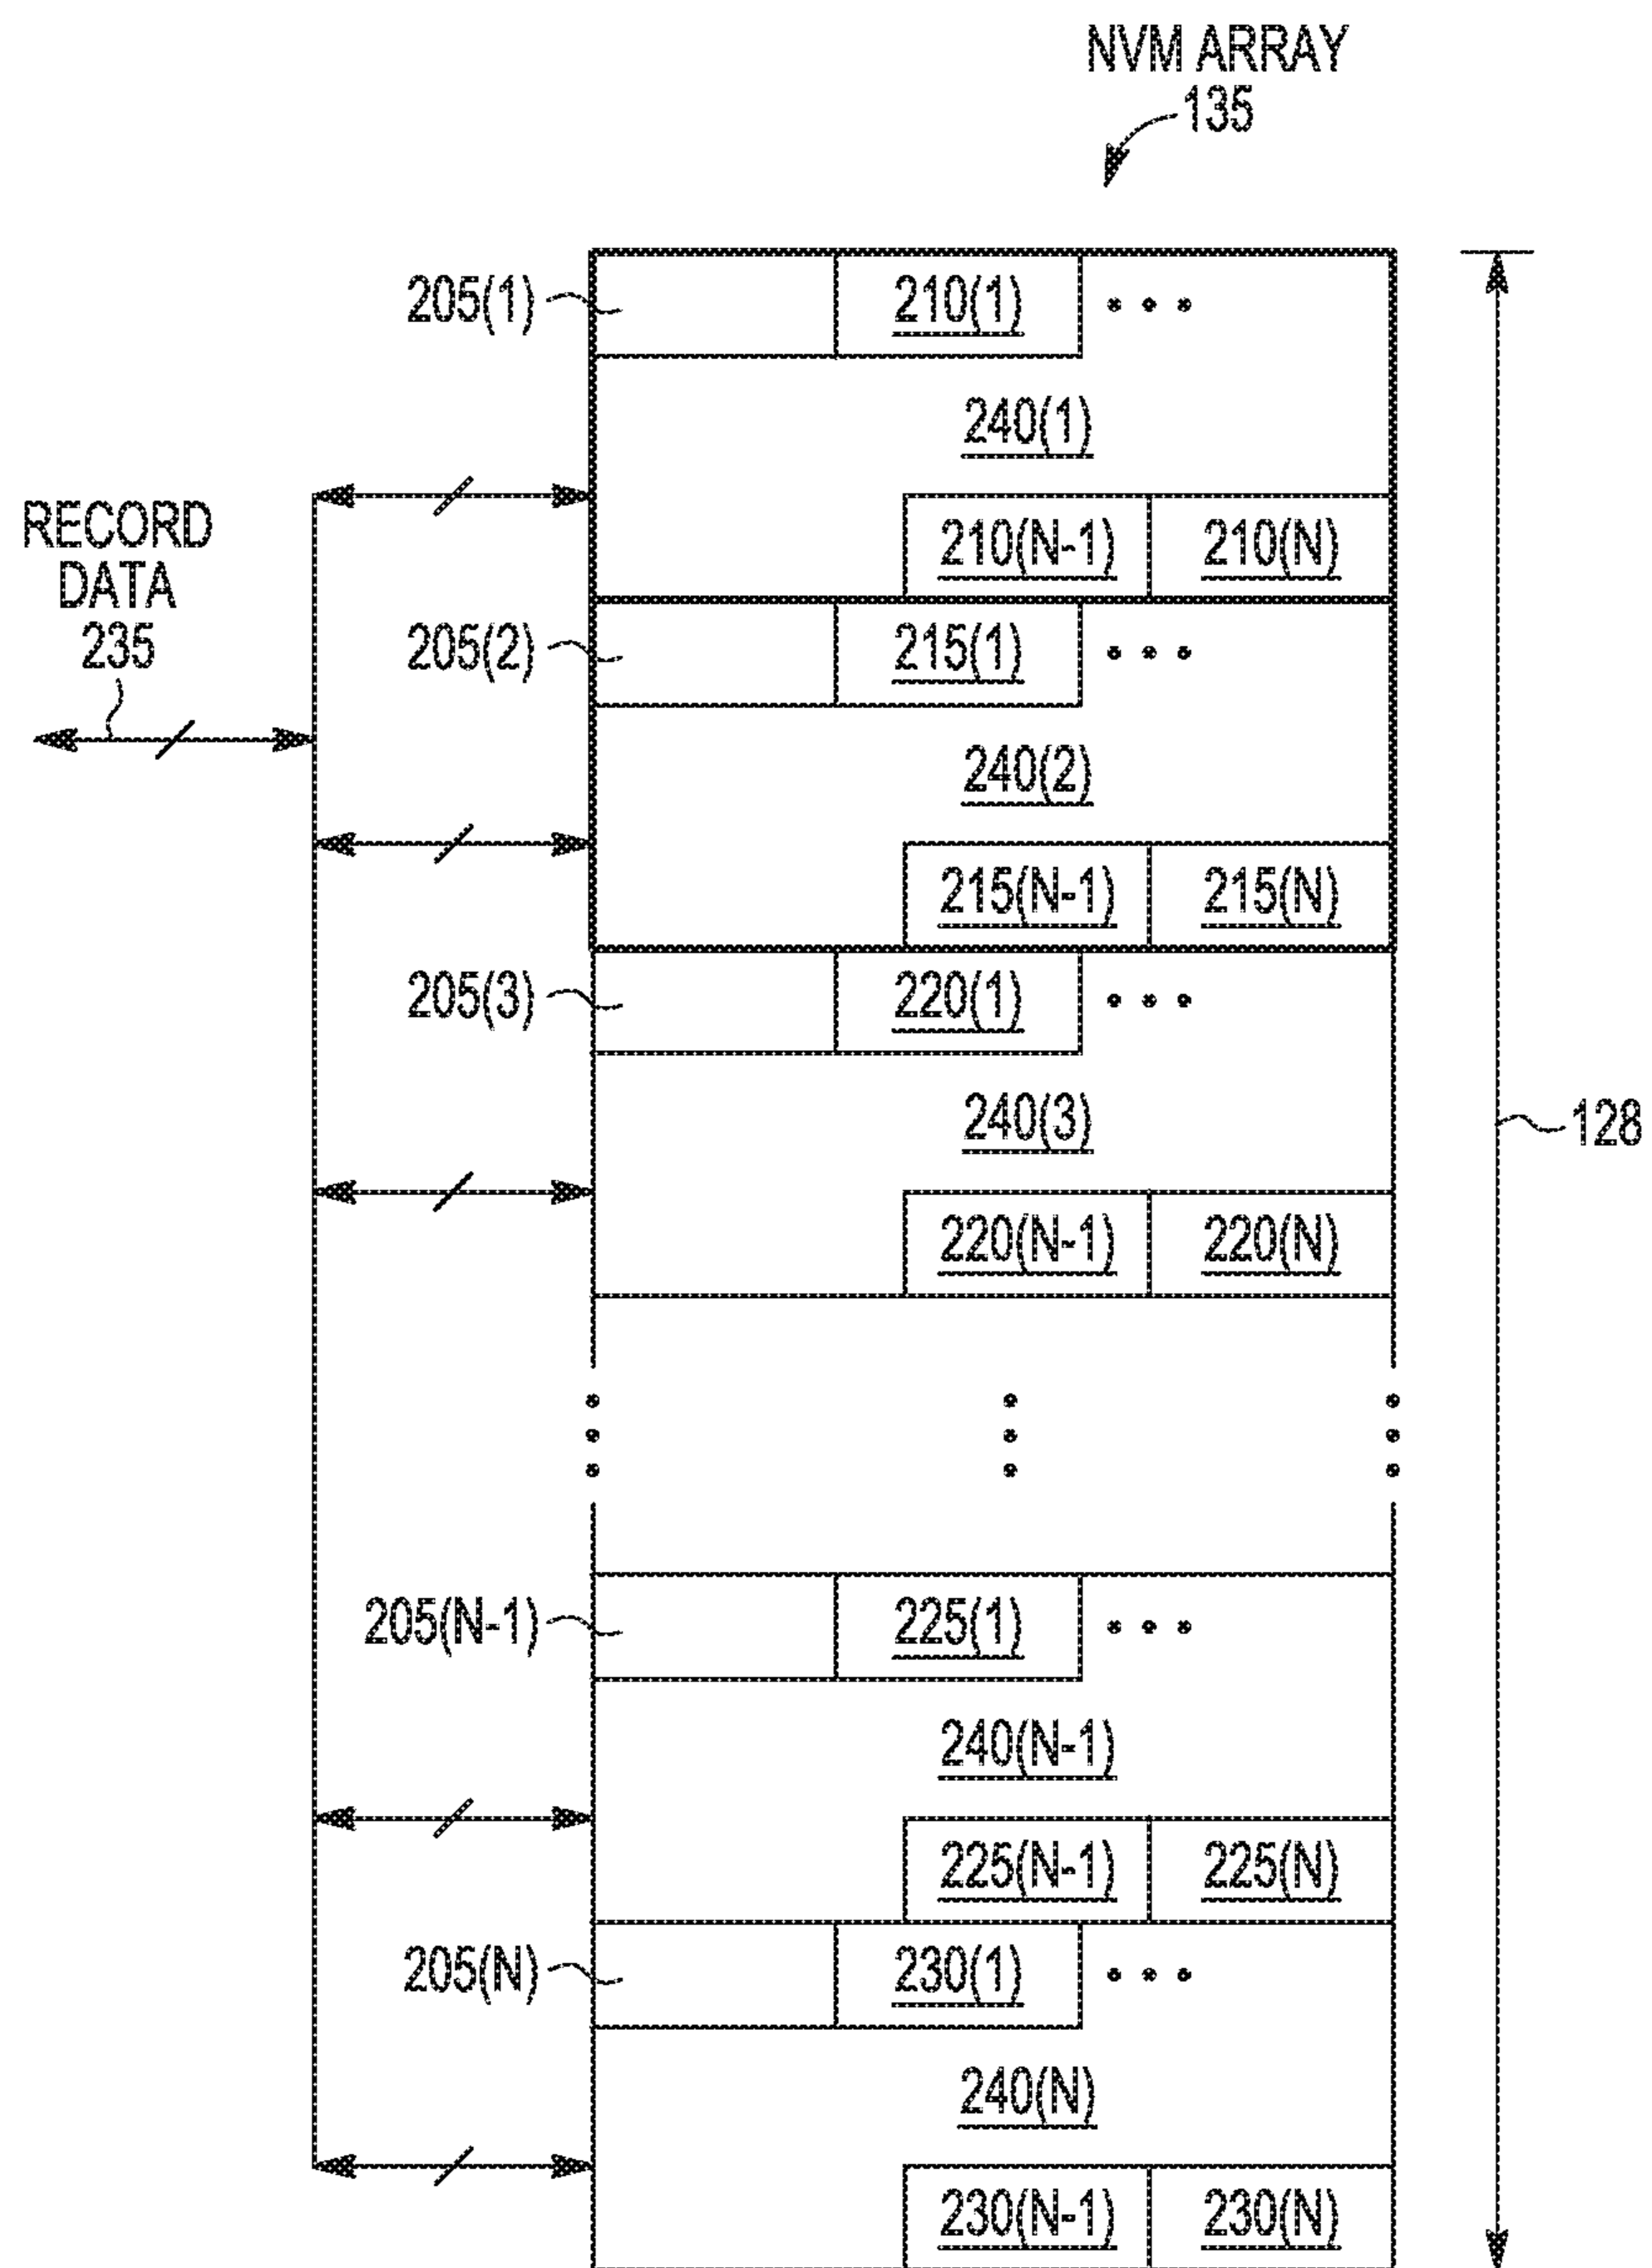 NVM ARRAY
135
205(1) 210(1) • • •
240(1)
210(N-1) 210(N)
RECORD
DATA
235
205(2) 215(1) • • •
240(2)
215(N-1) 215(N)
205(3) 220(1) • • •
240(3)
128
220(N-1) 220(N)
205(N-1) 225(1) • • •
240(N-1)
225(N-1) 225(N)
205(N) 230(1) • • •
240(N)
230(N-1) 230(N)